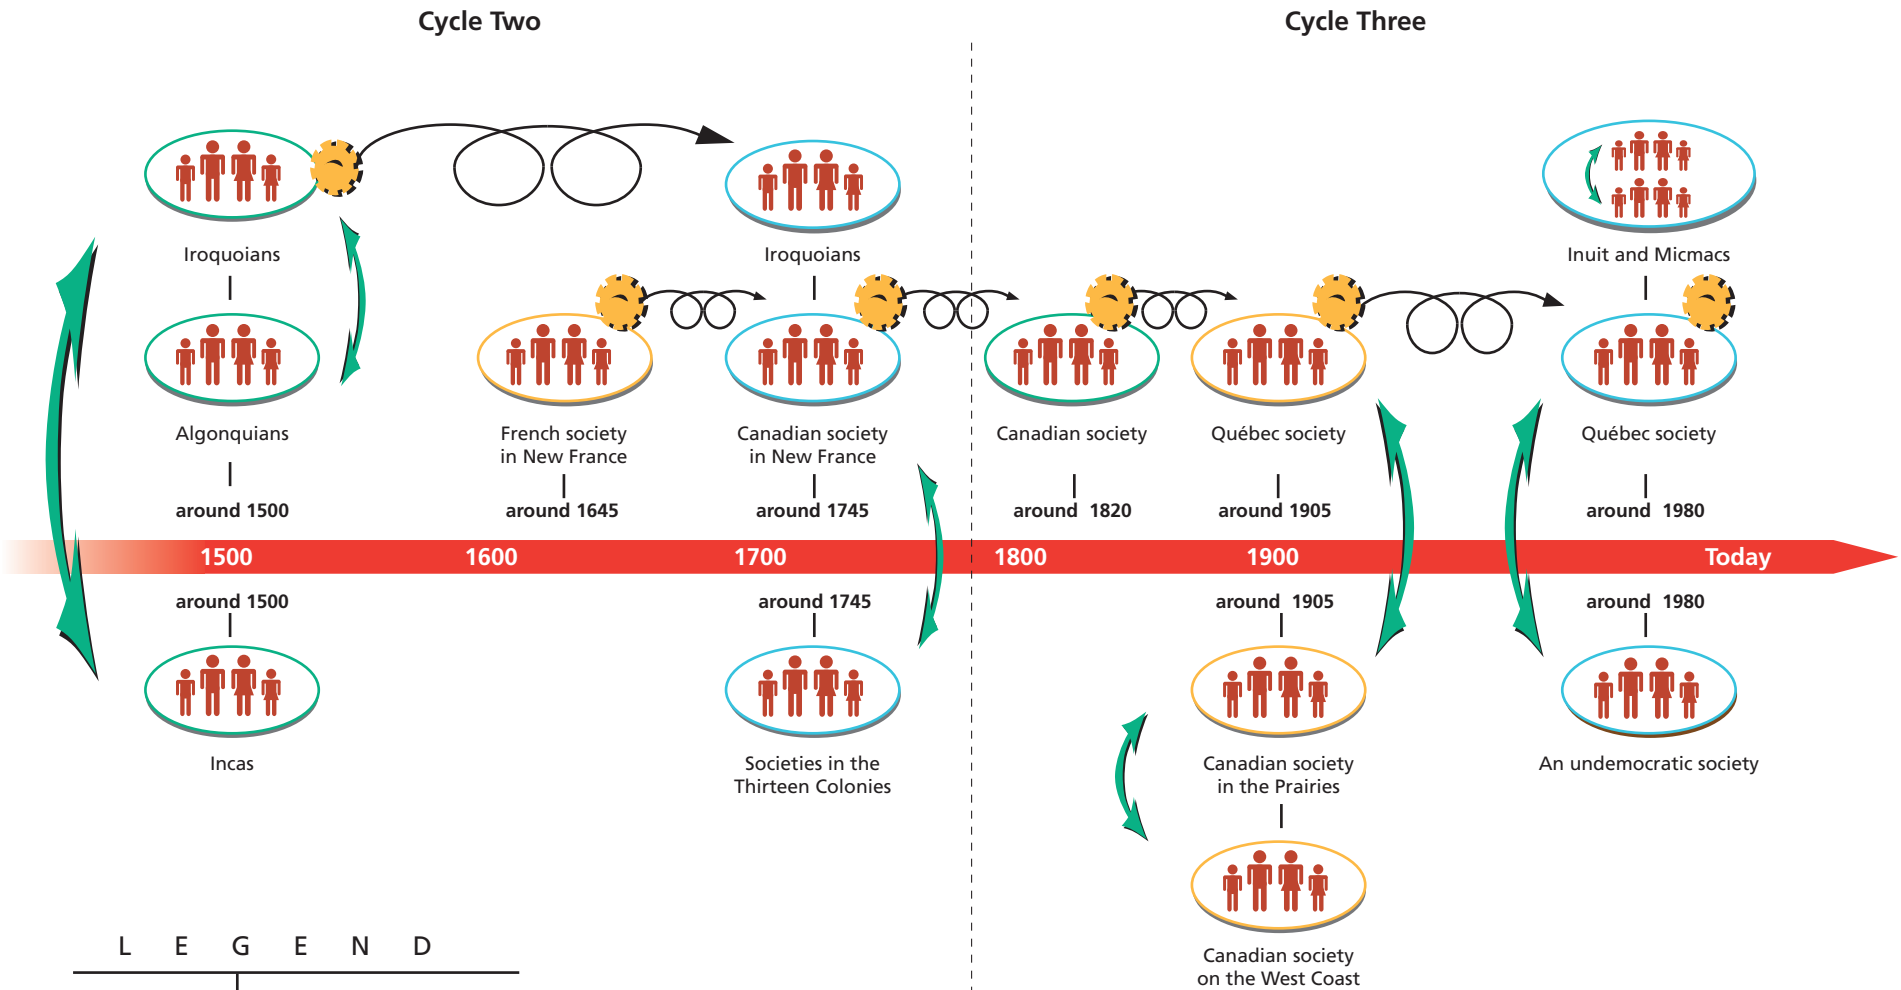 Cycle Two
Cycle Three
Iroquoians
Iroquoians
Inuit and Micmacs
Algonquians
French society
in New France
Canadian society
in New France
Canadian society
Québec society
Québec society
around 1500
around 1645
around 1745
around 1820
around 1905
around 1980
1500
1600
1700
1800
1900
Today
around 1500
around 1745
around 1905
around 1980
Incas
Societies in the
Thirteen Colonies
Canadian society
in the Prairies
An undemocratic society
Canadian society
on the West Coast
L E G E N D